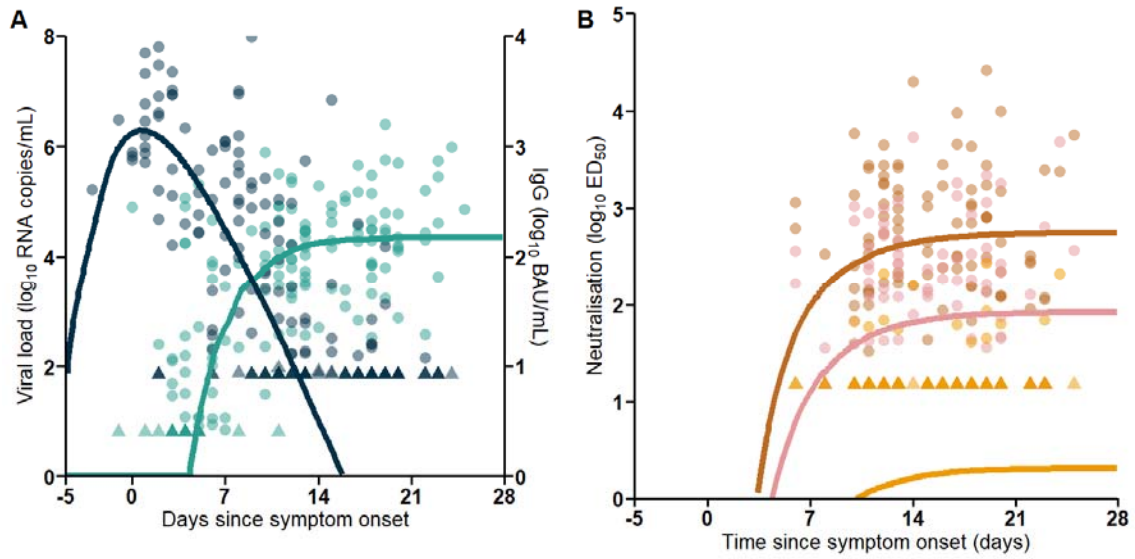 A
8
6
4
2
0
Viral load (log10 RNA copies/mL)
-5 0 7 14 21 28
Days since symptom onset
4
3
2
1
0
IgG (log10 BAU/mL)
B
5
4
3
2
1
0
Neutralisation (log10 ED50)
-5 0 7 14 21 28
Time since symptom onset (days)